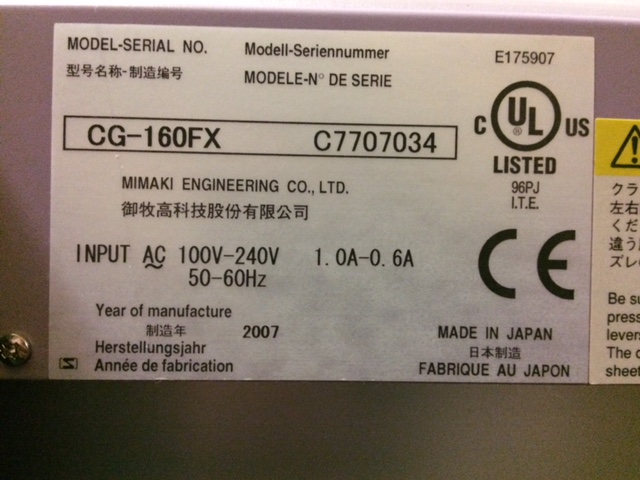 MODEL-SERIAL NO. Modell-Seriennummer
型号名称-制造编号 MODELE-N° DE SERIE
E175907
CG-160FX C7707034
C UL US
®
LISTED
96PJ
I.T.E.
MIMAKI ENGINEERING CO., LTD.
御牧高科技股份有限公司
INPUT AC 100V-240V 1.0A-0.6A
50-60Hz
CE
Year of manufacture
制造年 2007
Herstellungsjahr
Année de fabrication
MADE IN JAPAN
日本制造
FABRIQUE AU JAPON
クラ
左右
くだ
違う
ズレ
Be su
press
levers
The c
sheet